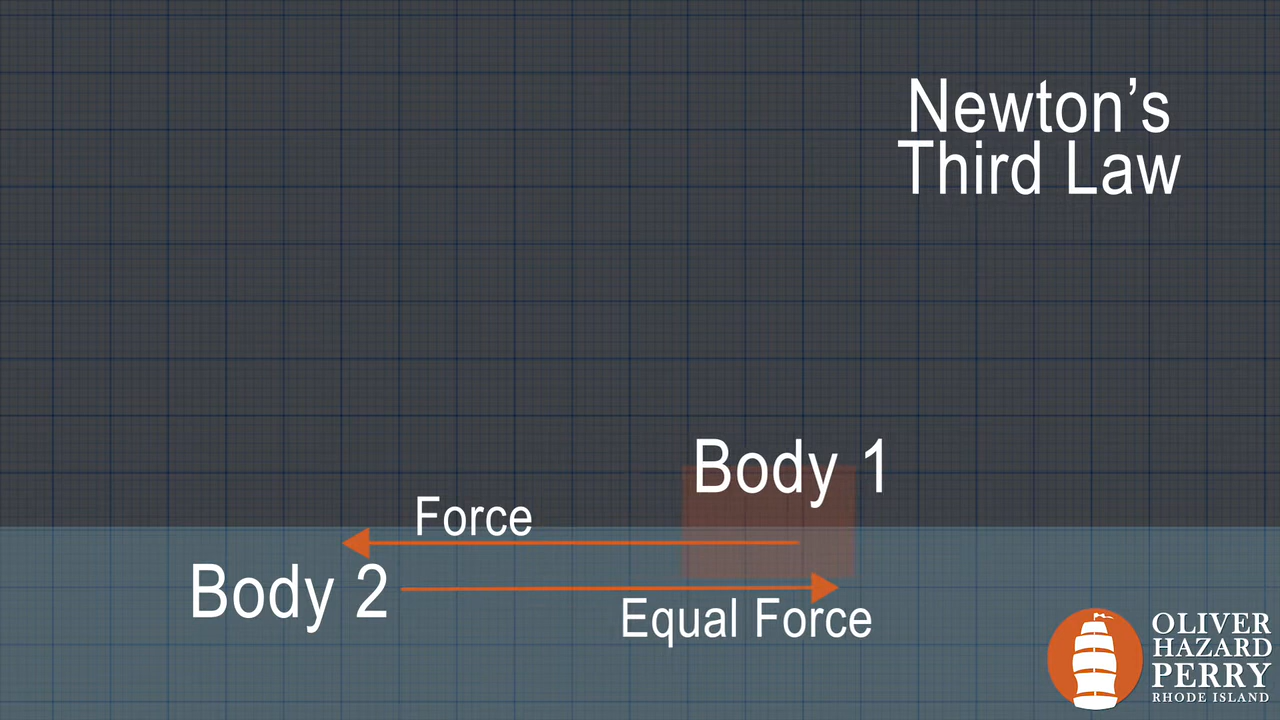 Newton's
Third Law
Body 1
Force
Body 2
Equal Force
OLIVER
HAZARD
PERRY
RHODE ISLAND